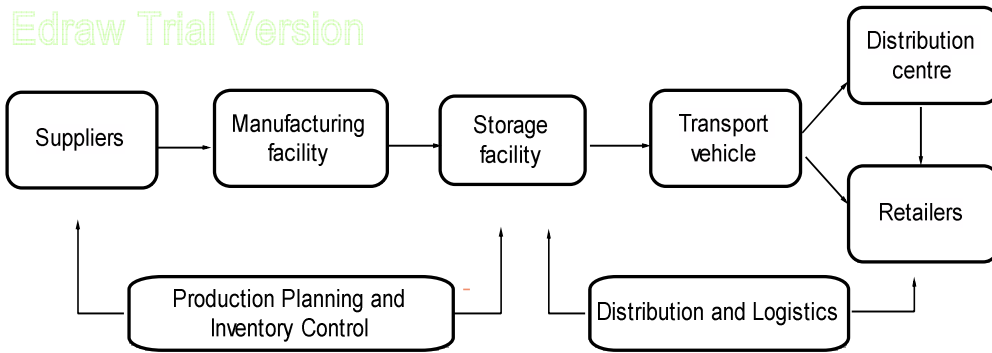 Edraw Trial Version
Distribution
centre
Suppliers
Manufacturing
facility
Storage
facility
Transport
vehicle
Retailers
Production Planning and
Inventory Control
Distribution and Logistics